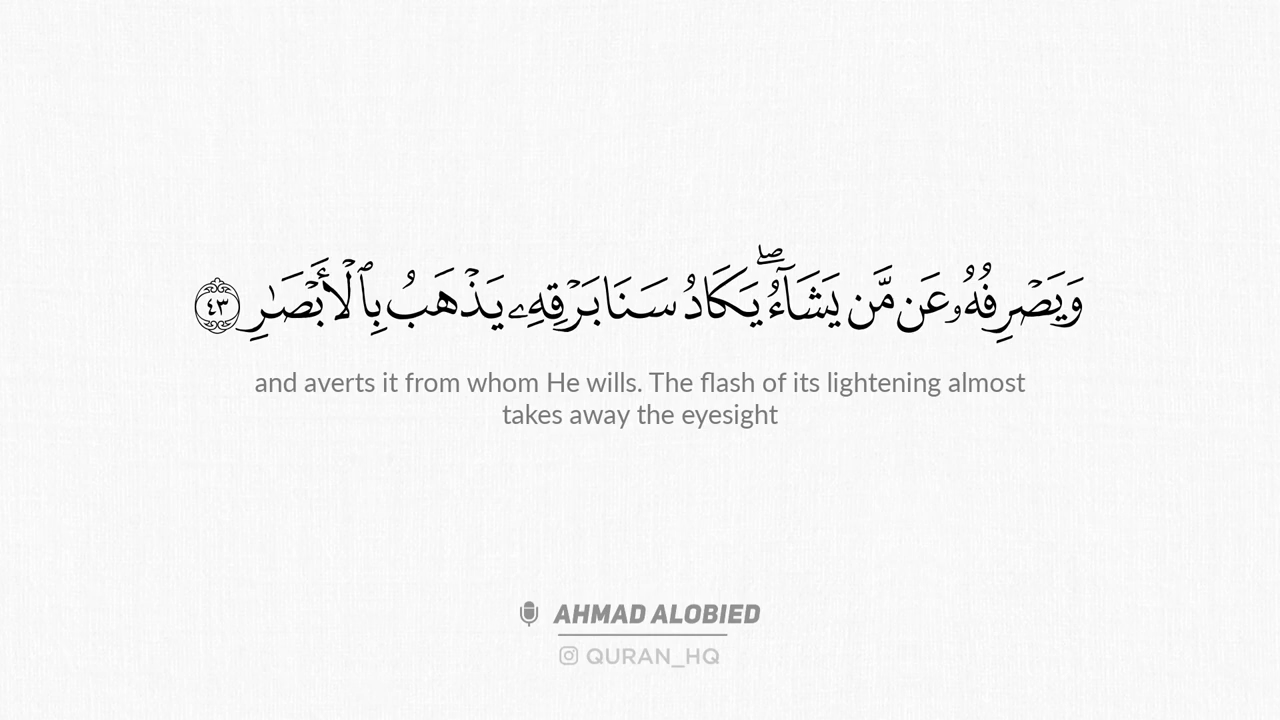 وَيَصْرِفُهُۥ عَن مَّن يَشَآءُ ۖ يَكَادُ سَنَا بَرْقِهِۦ يَذْهَبُ بِٱلْأَبْصَـٰرِ ٤٣
and averts it from whom He wills. The flash of its lightening almost
takes away the eyesight
AHMAD ALOBIED
QURAN_HQ